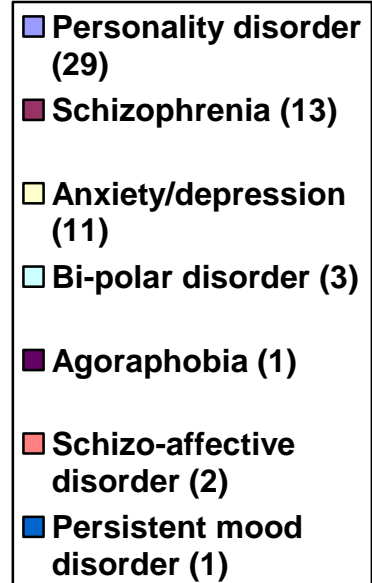 Personality disorder
(29)
Schizophrenia (13)
Anxiety/depression
(11)
Bi-polar disorder (3)
Agoraphobia (1)
Schizo-affective
disorder (2)
Persistent mood
disorder (1)